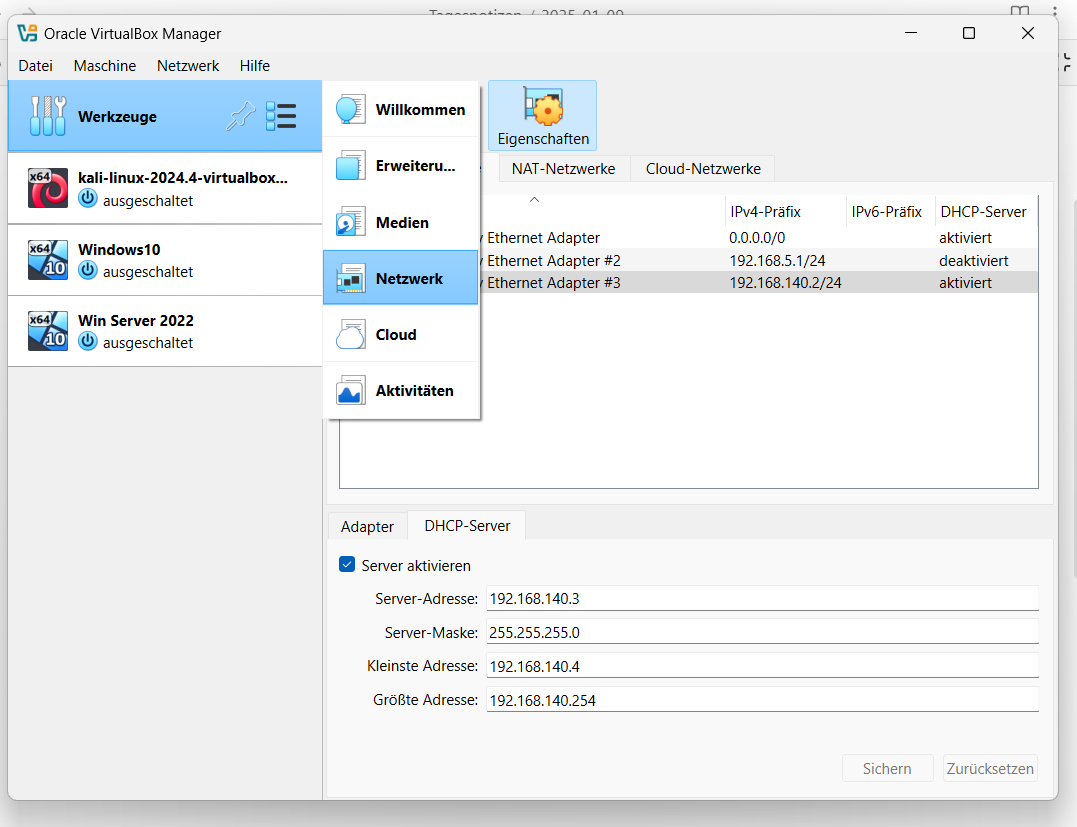 Tagesnotizen / 2025-01-09
Oracle VirtualBox Manager
Datei Maschine Netzwerk Hilfe
Werkzeuge
x64
kali-linux-2024.4-virtualbox...
ausgeschaltet
x64
10
Windows10
ausgeschaltet
x64
10
Win Server 2022
ausgeschaltet
Willkommen
Erweiteru...
Medien
Netzwerk
Cloud
Aktivitäten
Eigenschaften
NAT-Netzwerke Cloud-Netzwerke
IPv4-Präfix IPv6-Präfix DHCP-Server
Ethernet Adapter 0.0.0.0/0 aktiviert
Ethernet Adapter #2 192.168.5.1/24 deaktiviert
Ethernet Adapter #3 192.168.140.2/24 aktiviert
Adapter DHCP-Server
Server aktivieren
Server-Adresse: 192.168.140.3
Server-Maske: 255.255.255.0
Kleinste Adresse: 192.168.140.4
Größte Adresse: 192.168.140.254
Sichern Zurücksetzen